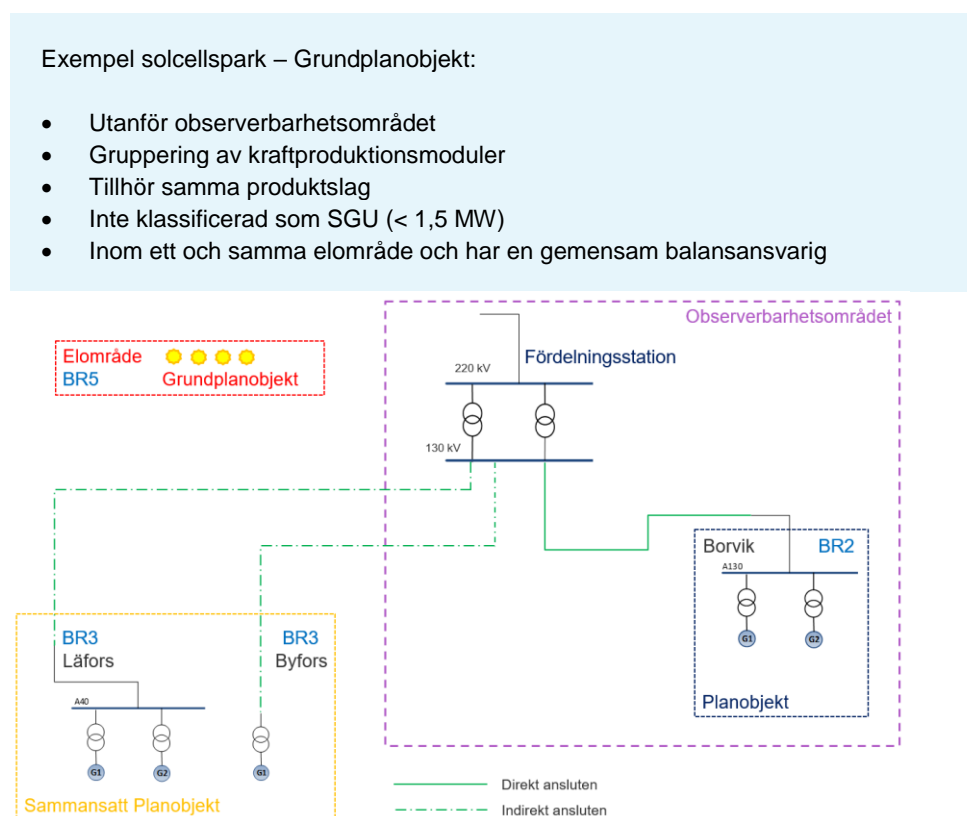 Exempel solcellspark – Grundplanobjekt:
• Utanför observerbarhetsområdet
• Gruppering av kraftproduktionsmoduler
• Tillhör samma produktslag
• Inte klassificerad som SGU (< 1,5 MW)
• Inom ett och samma elområde och har en gemensam balansansvarig
Observerbarhetsområdet
Elområde
BR5 Grundplanobjekt
Fördelningsstation
220 kV
130 kV
Borvik BR2
A130
G1 G2
Planobjekt
BR3 BR3
Läfors Byfors
A40
G1 G2 G1
Sammansatt Planobjekt
Direkt ansluten
Indirekt ansluten